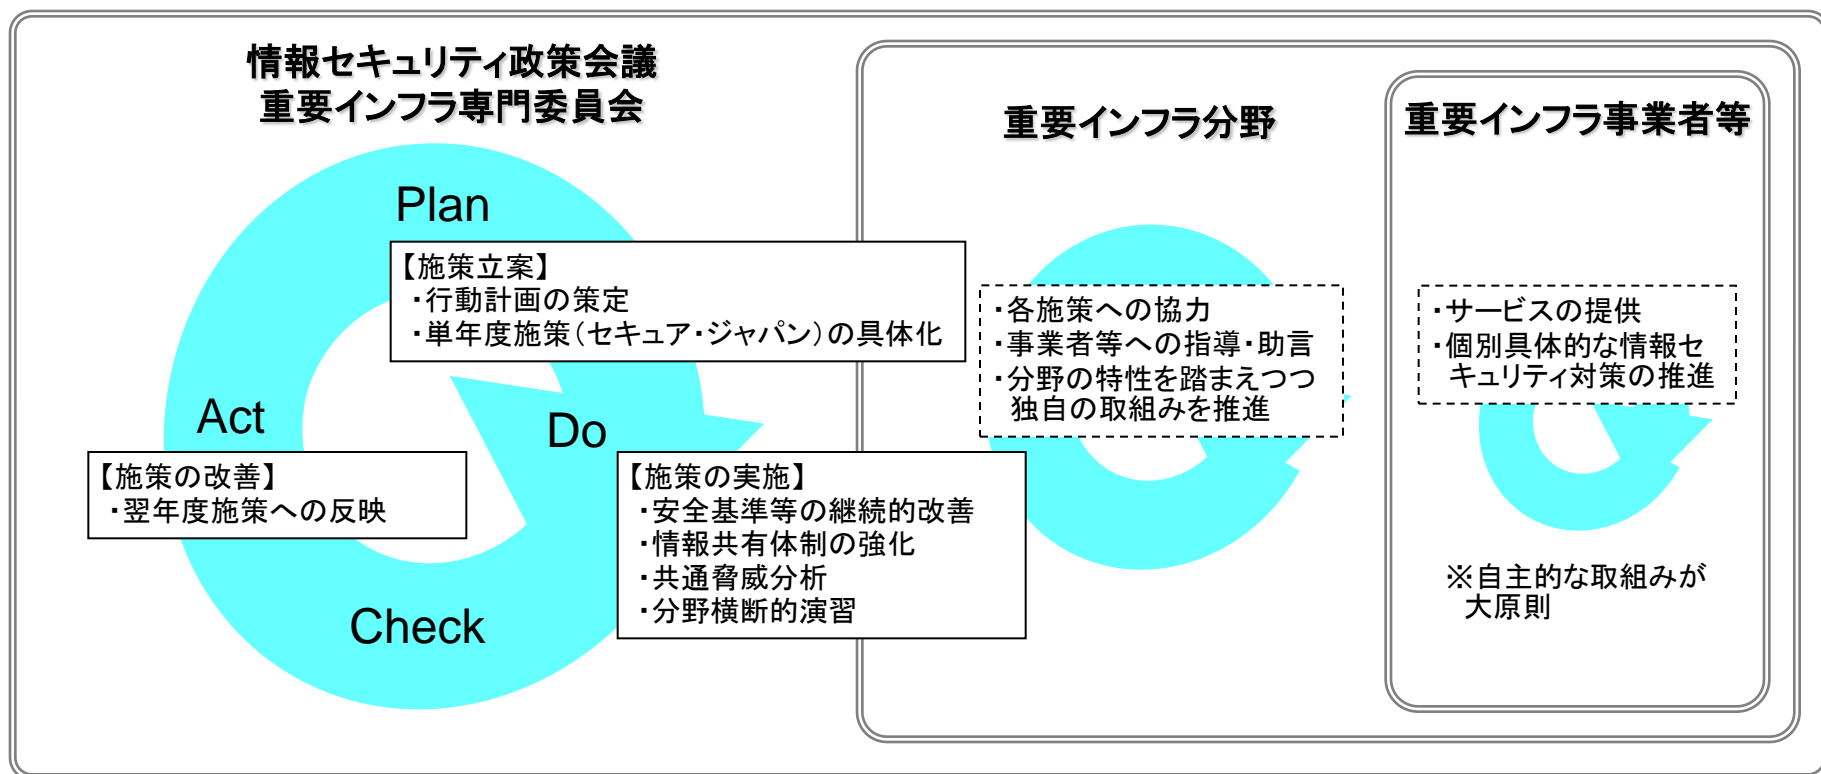 情報セキュリティ政策会議
重要インフラ専門委員会
Plan
【施策立案】
・行動計画の策定
・単年度施策(セキュア・ジャパン)の具体化
Do
【施策の実施】
・安全基準等の継続的改善
・情報共有体制の強化
・共通脅威分析
・分野横断的演習
Check
Act
【施策の改善】
・翌年度施策への反映
重要インフラ分野
・各施策への協力
・事業者等への指導・助言
・分野の特性を踏まえつつ
独自の取組みを推進
重要インフラ事業者等
・サービスの提供
・個別具体的な情報セ
キュリティ対策の推進
※自主的な取組みが
大原則